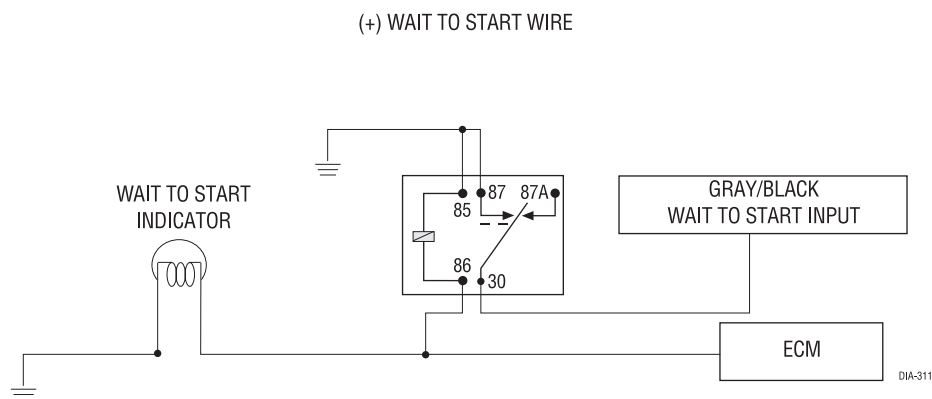 (+) WAIT TO START WIRE
WAIT TO START
INDICATOR
87
87A
85
86
30
GRAY/BLACK
WAIT TO START INPUT
ECM
DIA-311